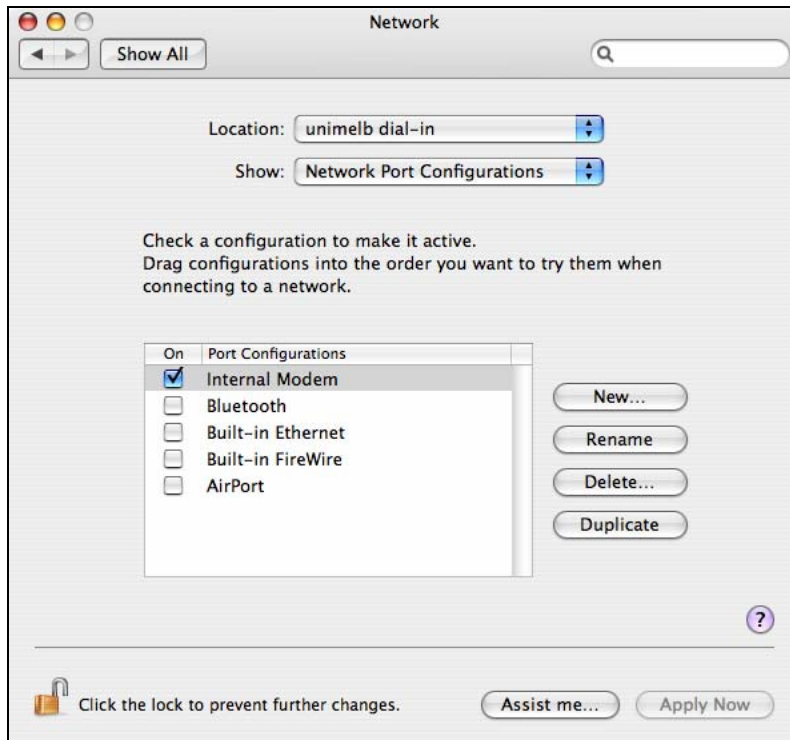 Network
Show All
Location: unimelb dial-in
Show: Network Port Configurations
Check a configuration to make it active.
Drag configurations into the order you want to try them when
connecting to a network.
On Port Configurations
Internal Modem
Bluetooth
Built-in Ethernet
Built-in FireWire
AirPort
New...
Rename
Delete...
Duplicate
?
Click the lock to prevent further changes.
Assist me...
Apply Now